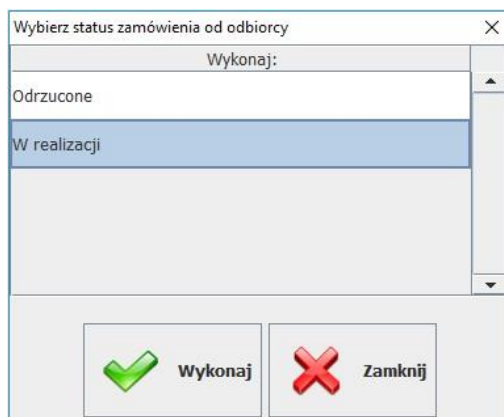 Wybierz status zamówienia od odbiorcy
Wykonaj:
Odrzucone
W realizacji
Wykonaj
Zamknij